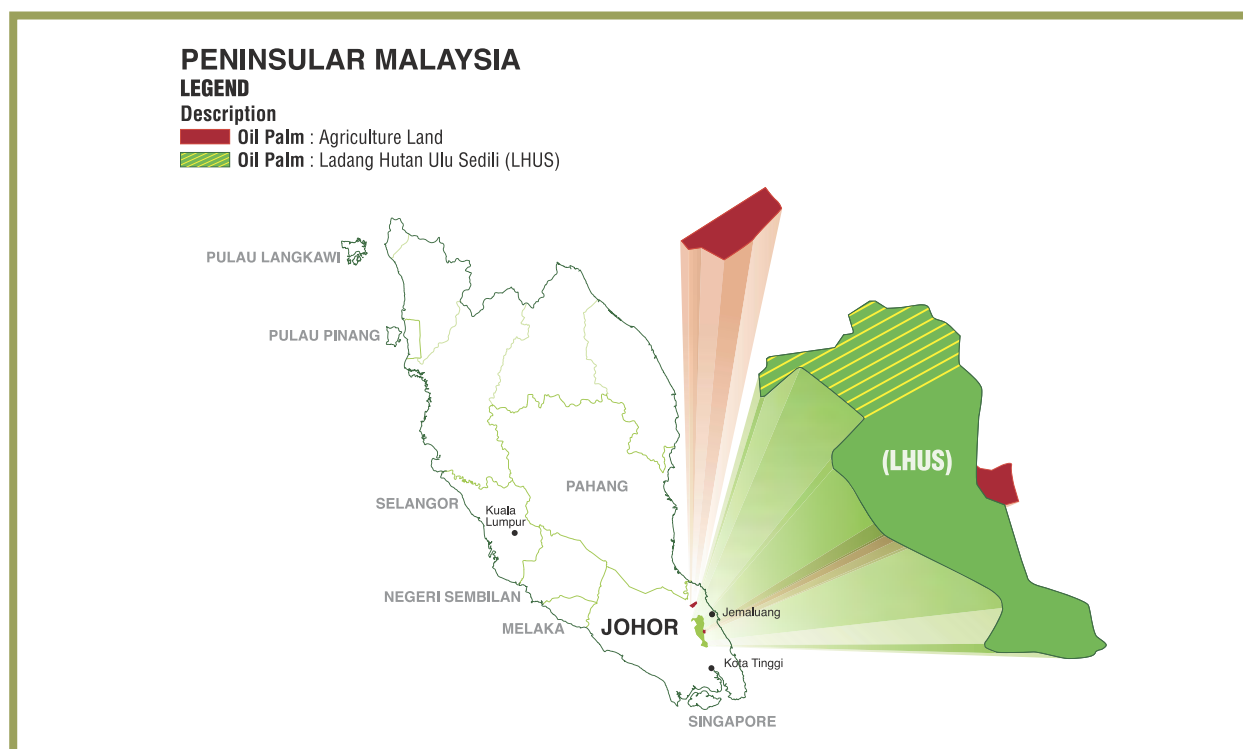 PENINSULAR MALAYSIA
LEGEND
Description
Oil Palm : Agriculture Land
Oil Palm : Ladang Hutan Ulu Sedili (LHUS)
PULAU LANGKAWI
PULAU PINANG
(LHUS)
PAHANG
SELANGOR
Kuala
Lumpur
NEGERI SEMBILAN
Jemaluang
MELAKA
JOHOR
Kota Tinggi
SINGAPORE